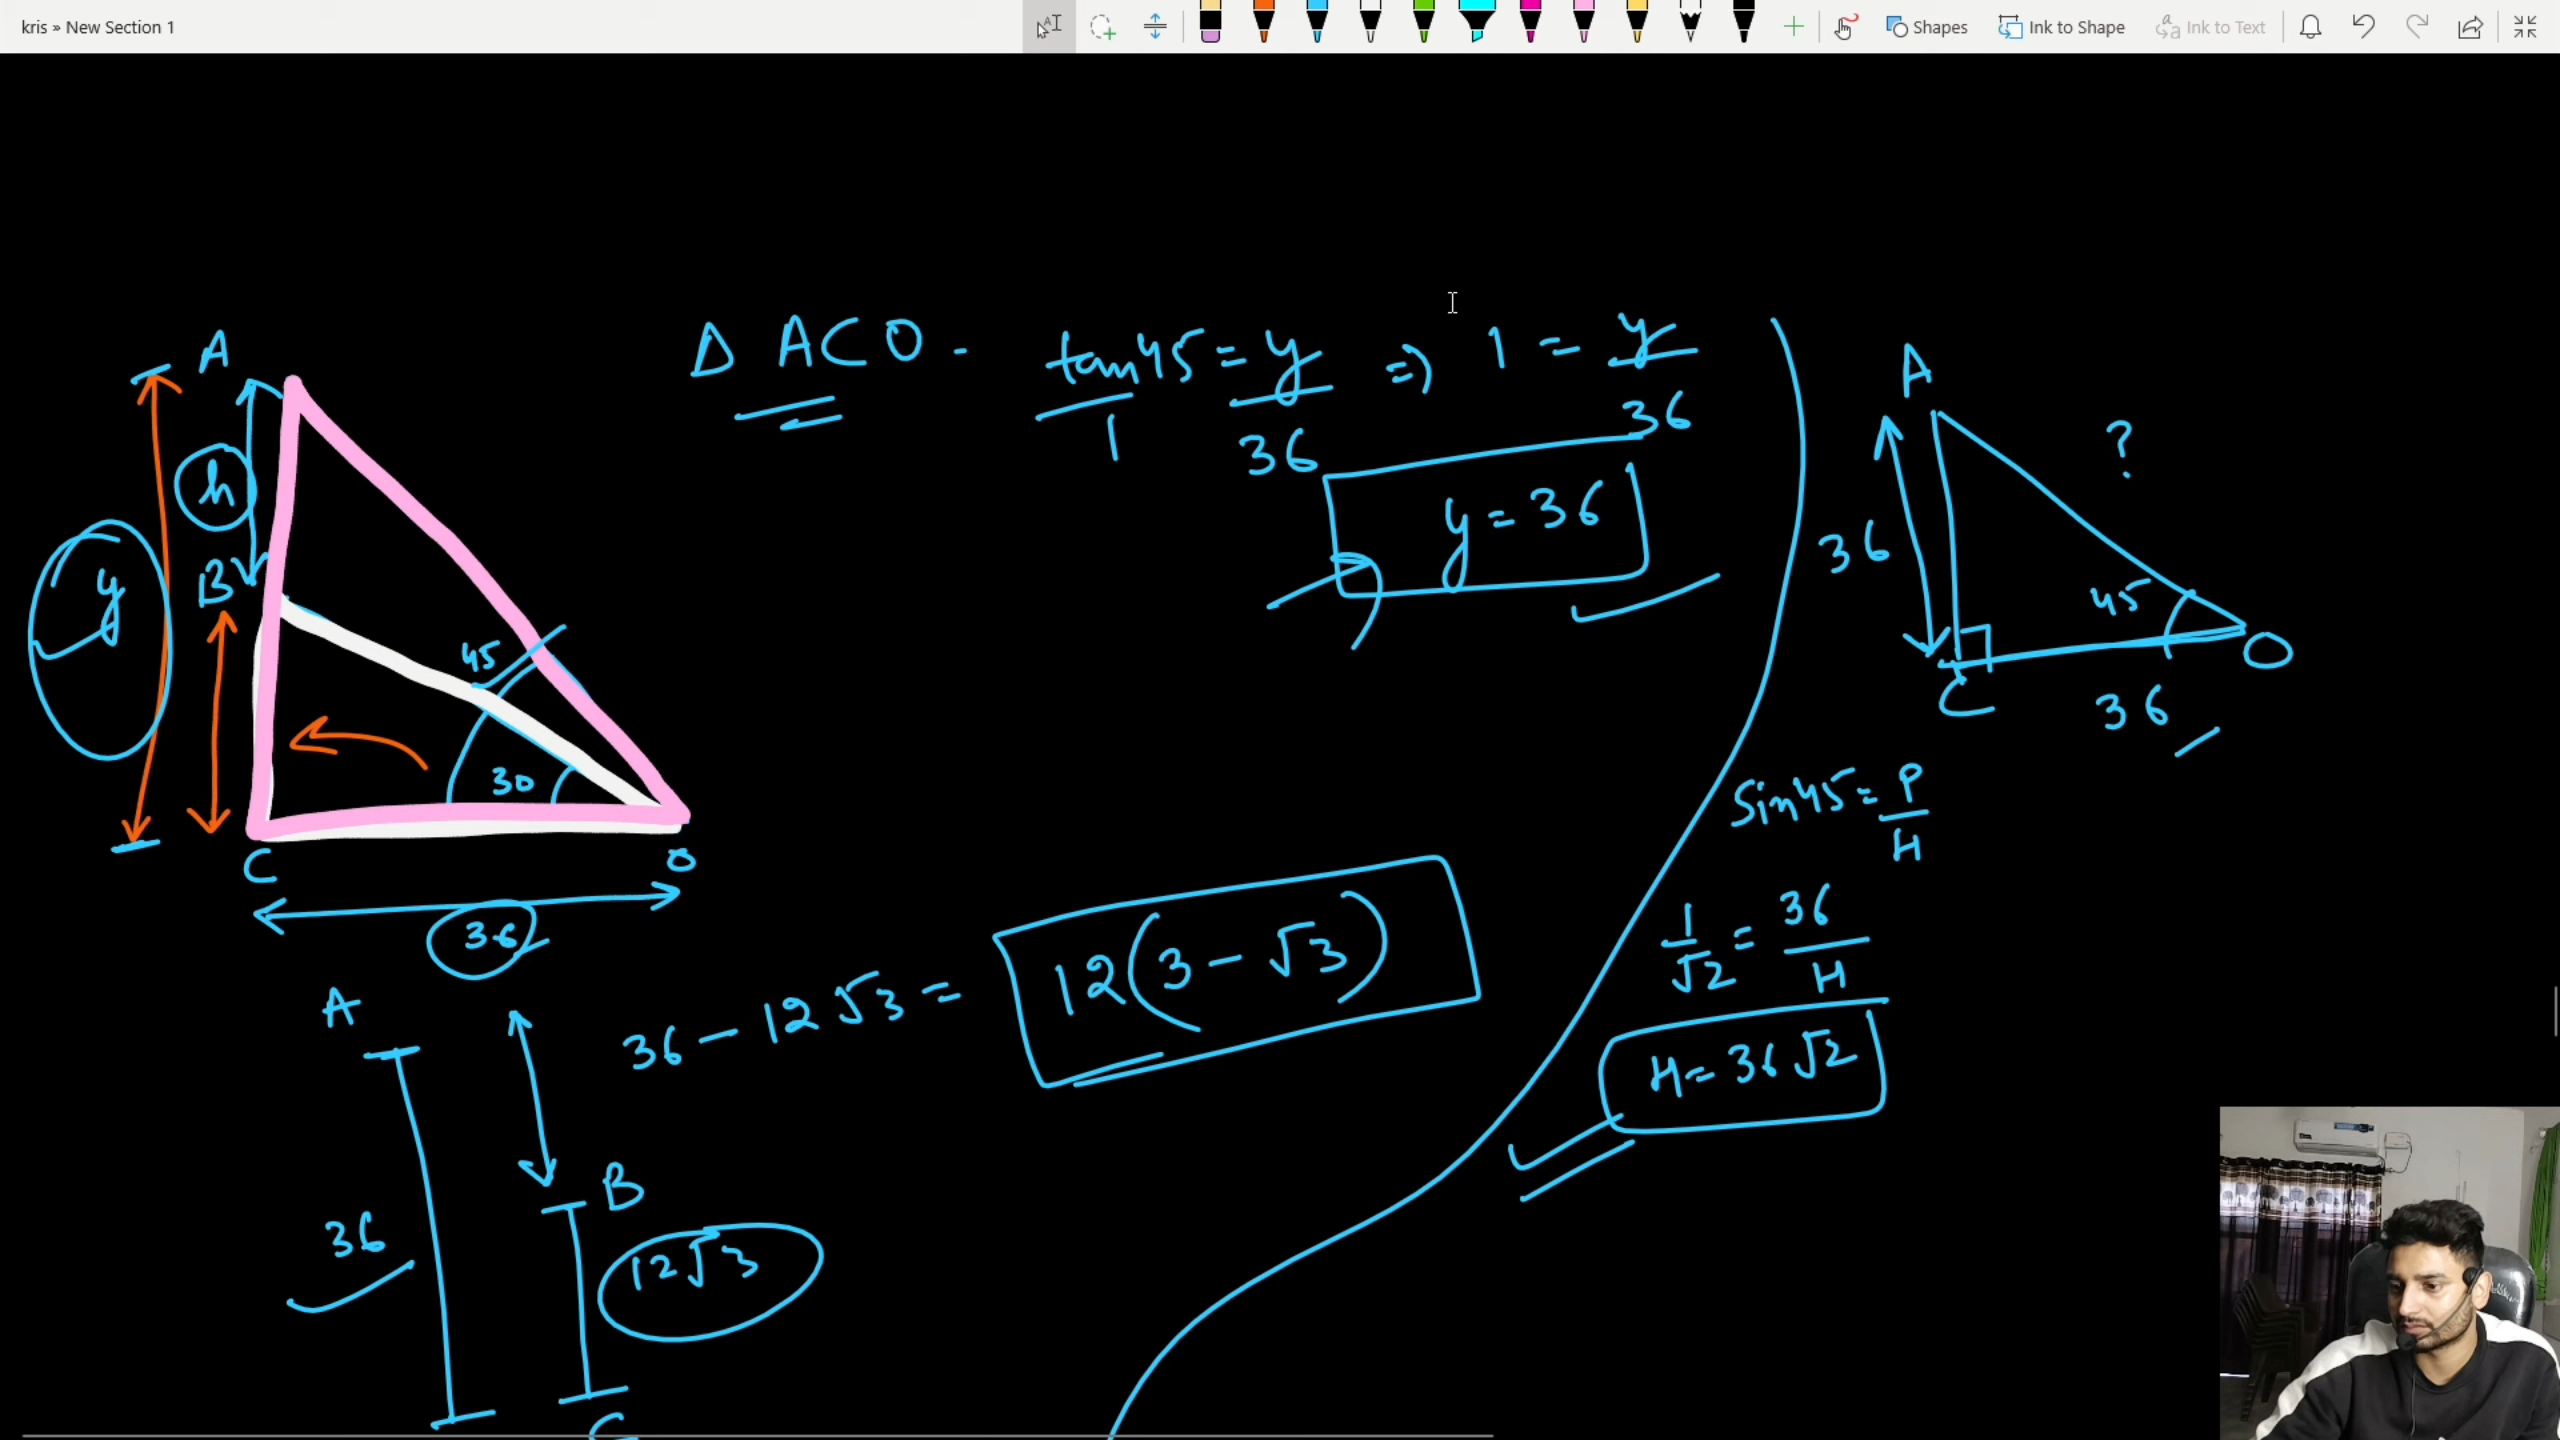 kris » New Section 1
Shapes
Ink to Shape
Ink to Text
A
h
B
y
45
30
C
O
36
Δ ACO - tan45 = y/36 => 1 = y/36
1
y = 36
A
?
36
45
C
O
36
Sin45 = P/H
1/√2 = 36/H
H = 36√2
36 - 12√3 = 12(3 - √3)
A
B
36
12√3